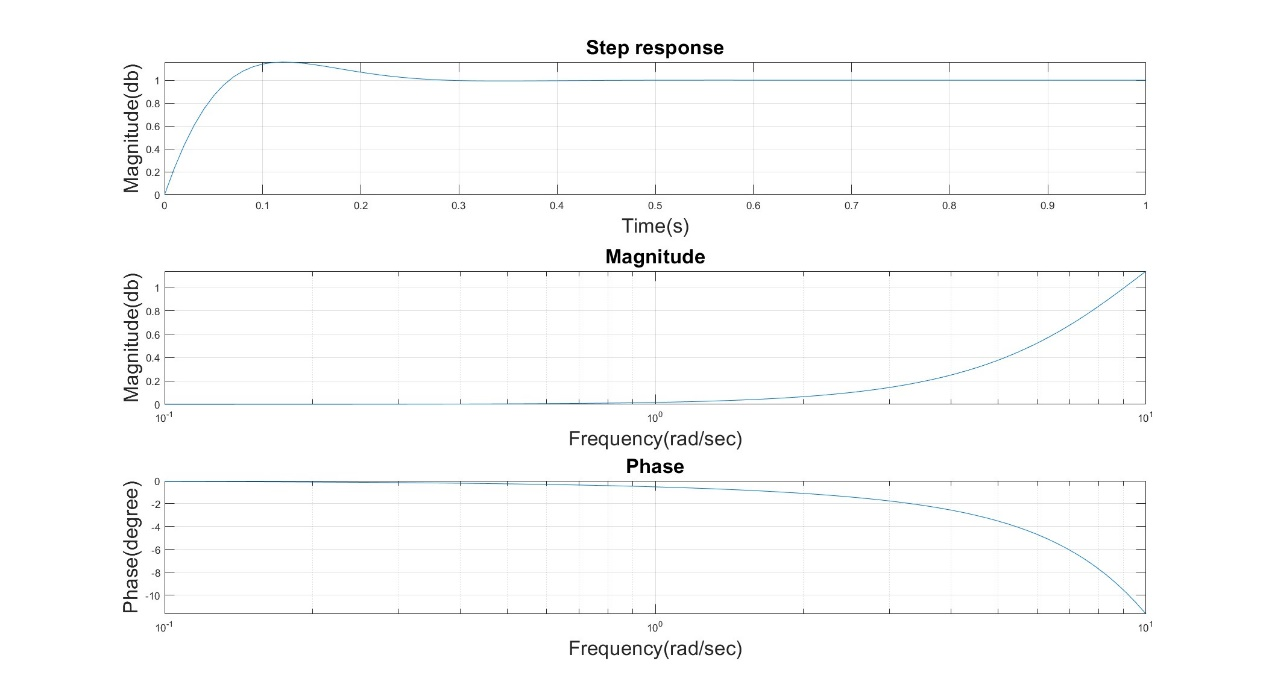 Step response
Magnitude(db)
1
0.8
0.6
0.4
0.2
0
0 0.1 0.2 0.3 0.4 0.5 0.6 0.7 0.8 0.9 1
Time(s)
Magnitude
Magnitude(db)
1
0.8
0.6
0.4
0.2
0
10^-1 10^0 10^1
Frequency(rad/sec)
Phase
Phase(degree)
0
-2
-4
-6
-8
-10
10^-1 10^0 10^1
Frequency(rad/sec)